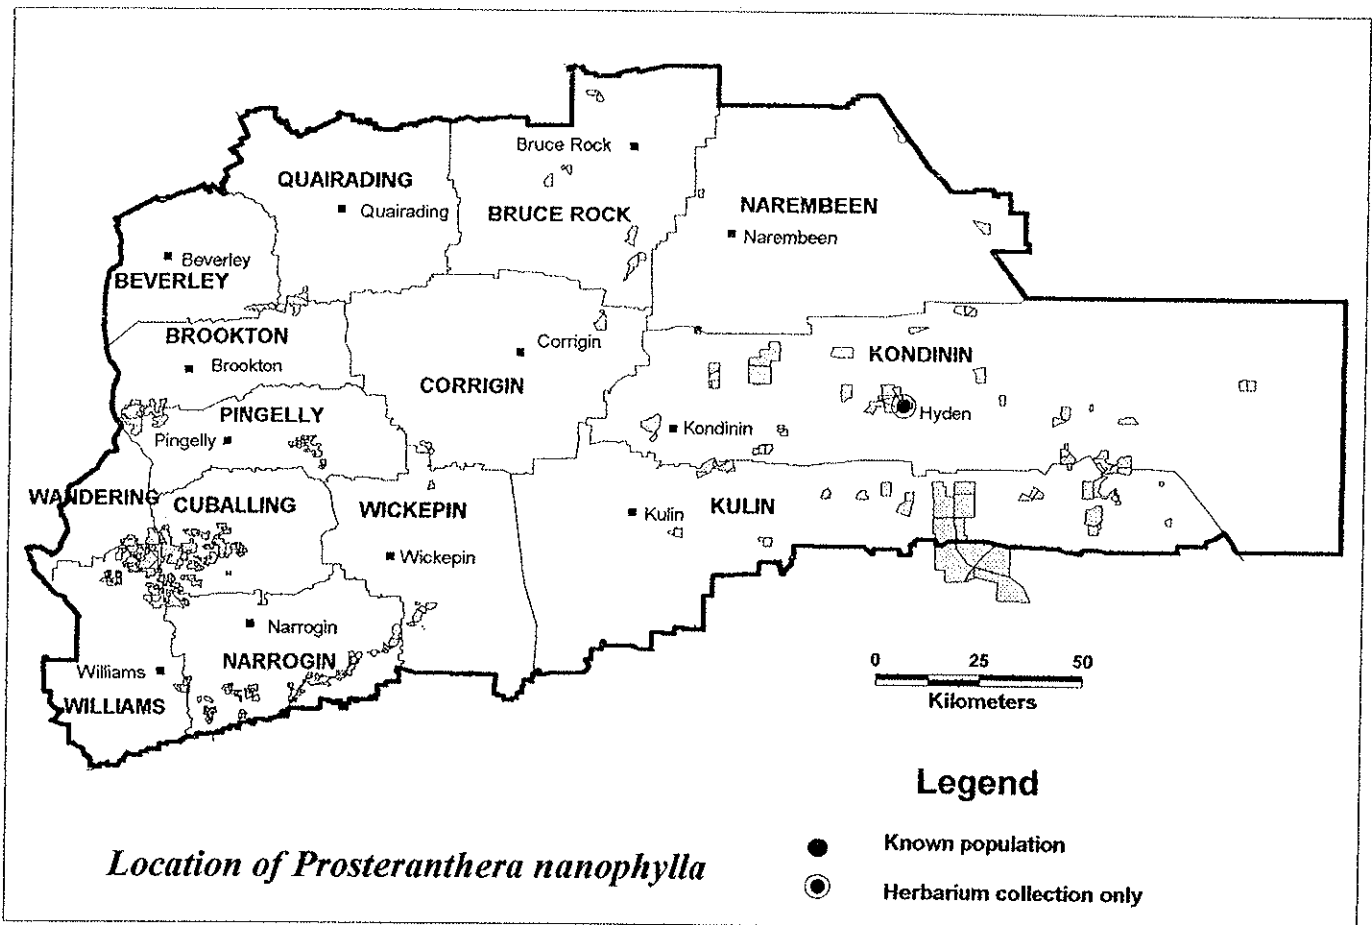 Bruce Rock
QUAIRADING
Quairading
BRUCE ROCK
NAREMBEEN
Narembeen
Beverley
BEVERLEY
BROOKTON
Brookton
Corrigin
CORRIGIN
KONDININ
Hyden
PINGELLY
Pingelly
Kondinin
WANDERING
CUBALLING
WICKEPIN
Wickepin
Kulin
KULIN
Narrogin
NARROGIN
Williams
WILLIAMS
0 25 50
Kilometers
Legend
Known population
Herbarium collection only
Location of Prosteranthera nanophylla